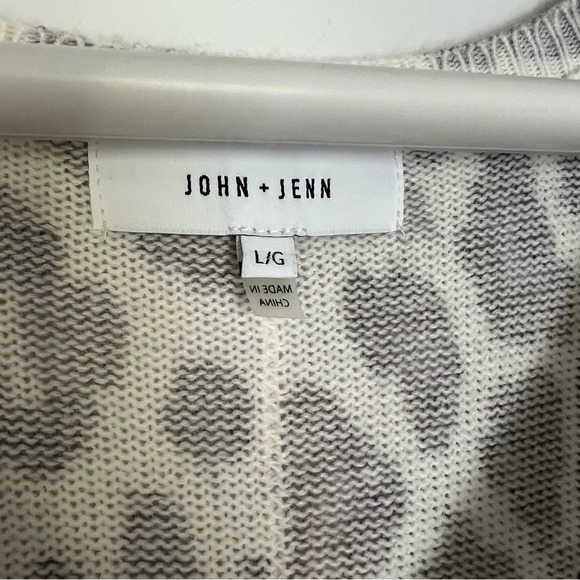 JOHN + JENN
L/G
MADE IN
CHINA